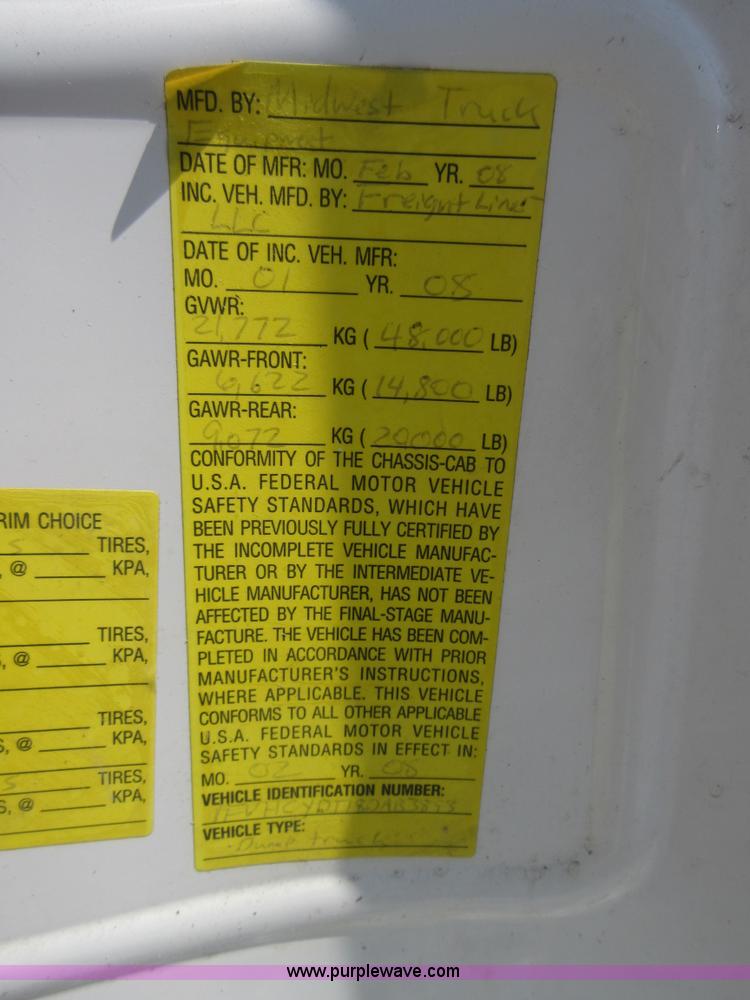 MFD. BY: Midwest Truck
Equipment
DATE OF MFR: MO. Feb YR. 08
INC. VEH. MFD. BY: Freight Liner
LLC
DATE OF INC. VEH. MFR:
MO. 01 YR. 08
GVWR:
21,772 KG ( 48,000 LB)
GAWR-FRONT:
6,622 KG ( 14,800 LB)
GAWR-REAR:
9,072 KG ( 20000 LB)
CONFORMITY OF THE CHASSIS-CAB TO
U.S.A. FEDERAL MOTOR VEHICLE
SAFETY STANDARDS, WHICH HAVE
BEEN PREVIOUSLY FULLY CERTIFIED BY
THE INCOMPLETE VEHICLE MANUFAC-
TURER OR BY THE INTERMEDIATE VE-
HICLE MANUFACTURER, HAS NOT BEEN
AFFECTED BY THE FINAL-STAGE MANU-
FACTURE. THE VEHICLE HAS BEEN COM-
PLETED IN ACCORDANCE WITH PRIOR
MANUFACTURER'S INSTRUCTIONS,
WHERE APPLICABLE. THIS VEHICLE
CONFORMS TO ALL OTHER APPLICABLE
U.S.A. FEDERAL MOTOR VEHICLE
SAFETY STANDARDS IN EFFECT IN:
MO. 02 YR. 08
VEHICLE IDENTIFICATION NUMBER:
VEHICLE TYPE:
Dump truck
RIM CHOICE
S TIRES,
, @ KPA,
TIRES,
S, @ KPA,
TIRES,
S, @ KPA,
S TIRES,
S, @ KPA,
www.purplewave.com